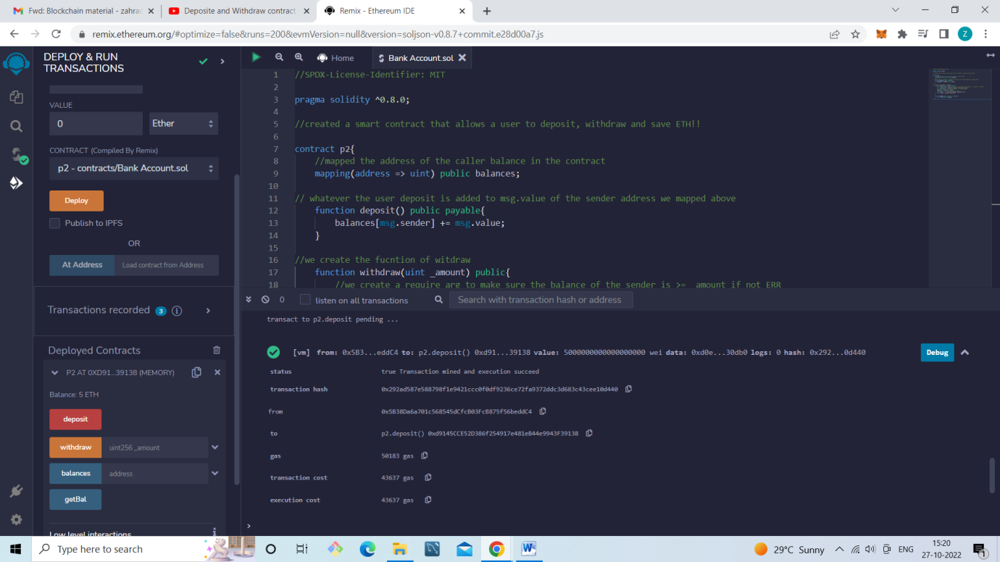 Fwd: Blockchain material - zahrac
Deposite and Withdraw contract
Remix - Ethereum IDE
remix.ethereum.org/#optimize=false&runs=200&evmVersion=null&version=soljson-v0.8.7+commit.e28d00a7.js
Z
DEPLOY & RUN
TRANSACTIONS
VALUE
0
Ether
CONTRACT (Compiled By Remix)
p2 - contracts/Bank Account.sol
Deploy
Publish to IPFS
OR
At Address
Load contract from Address
Transactions recorded 3
Deployed Contracts
P2 AT 0XD91...39138 (MEMORY)
Balance: 5 ETH
deposit
withdraw
uint256 _amount
balances
address
getBal
Low level interactions
Home
Bank Account.sol
1 //SPDX-License-Identifier: MIT
2
3 pragma solidity ^0.8.0;
4
5 //created a smart contract that allows a user to deposit, withdraw and save ETH!!
6
7 contract p2{
8 //mapped the address of the caller balance in the contract
9 mapping(address => uint) public balances;
10
11 // whatever the user deposit is added to msg.value of the sender address we mapped above
12 function deposit() public payable{
13 balances[msg.sender] += msg.value;
14 }
15
16 //we create the fucntion of witdraw
17 function withdraw(uint _amount) public{
18 //we create a require arg to make sure the balance of the sender is >= _amount if not ERR
0
listen on all transactions
Search with transaction hash or address
transact to p2.deposit pending ...
[vm] from: 0x5B3...eddC4 to: p2.deposit() 0xd91...39138 value: 5000000000000000000 wei data: 0xd0e...30db0 logs: 0 hash: 0x292...0d440
Debug
status true Transaction mined and execution succeed
transaction hash 0x292ad587e588798f1e9421ccc0f0df9236ce72fa9372ddc3d683c43cee10d440
from 0x5B38Da6a701c568545dCfcB03FcB875f56beddC4
to p2.deposit() 0xd9145CCE52D386f254917e481eB44e9943F39138
gas 50183 gas
transaction cost 43637 gas
execution cost 43637 gas
>
Type here to search
29°C Sunny
ENG
15:20
27-10-2022
1